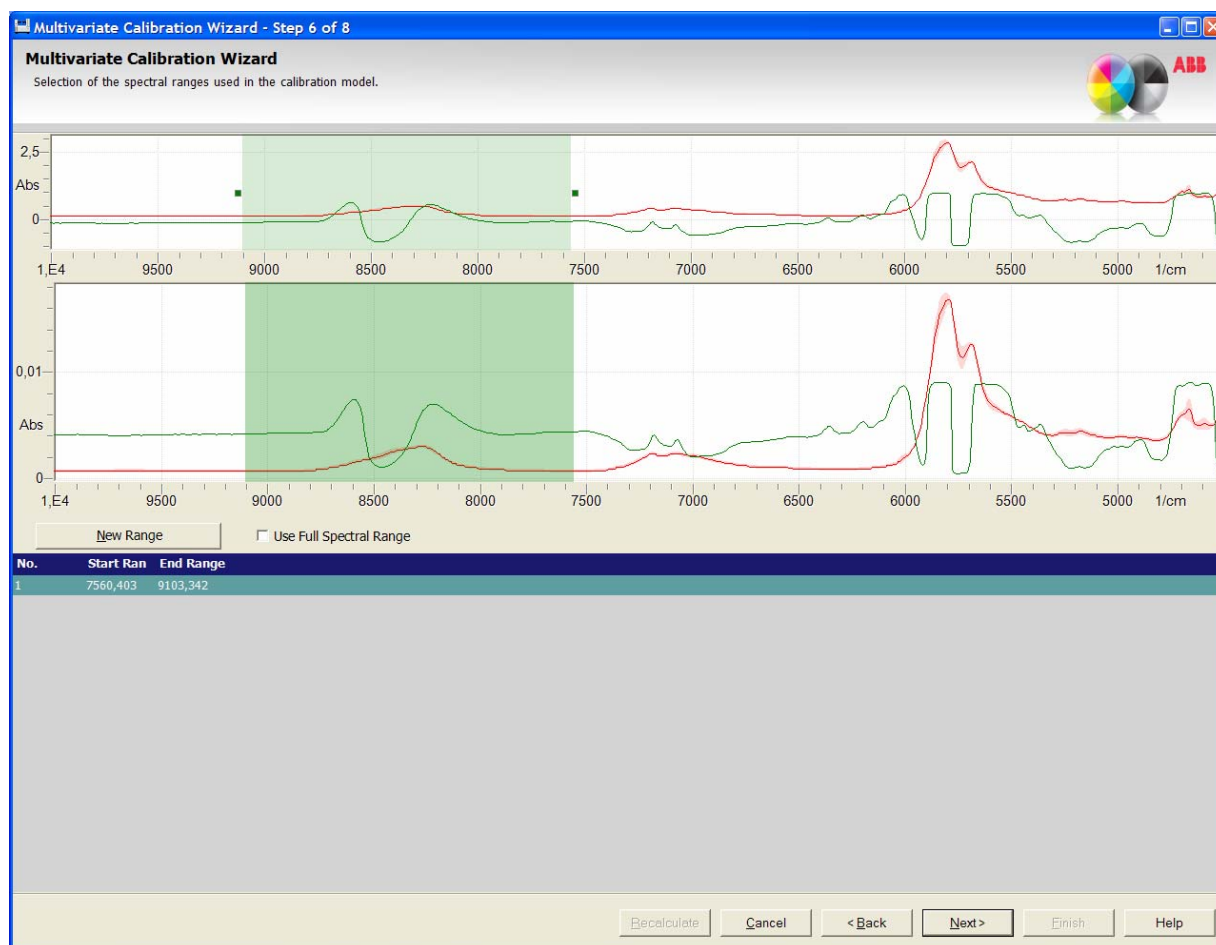 Multivariate Calibration Wizard - Step 6 of 8
Multivariate Calibration Wizard
Selection of the spectral ranges used in the calibration model.
ABB
2,5
Abs
0
1,E4 9500 9000 8500 8000 7500 7000 6500 6000 5500 5000 1/cm
0,01
Abs
0
1,E4 9500 9000 8500 8000 7500 7000 6500 6000 5500 5000 1/cm
New Range Use Full Spectral Range
No. Start Ran End Range
1 7560,403 9103,342
Recalculate Cancel < Back Next > Finish Help